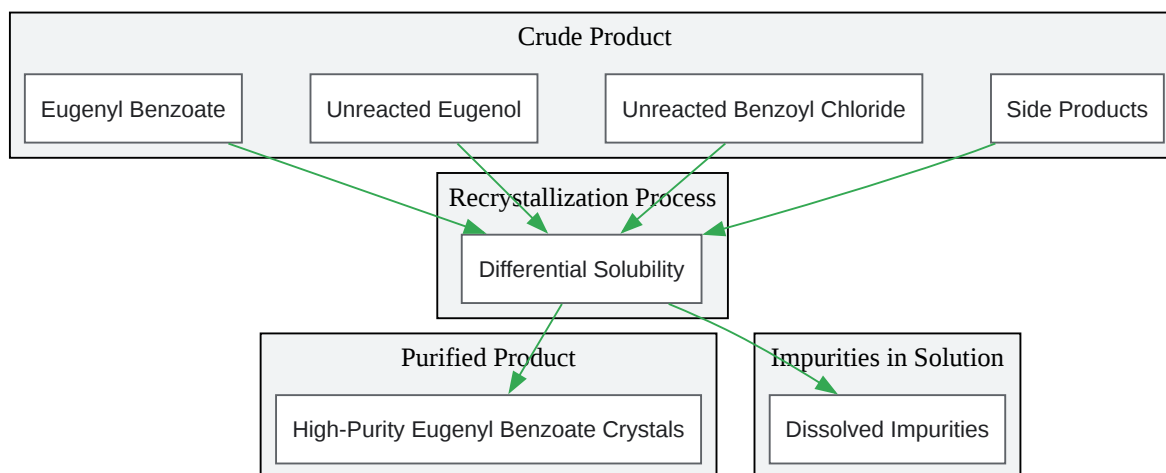 Crude Product
Eugenyl Benzoate
Unreacted Eugenol
Unreacted Benzoyl Chloride
Side Products
Recrystallization Process
Differential Solubility
Purified Product
Impurities in Solution
High-Purity Eugenyl Benzoate Crystals
Dissolved Impurities